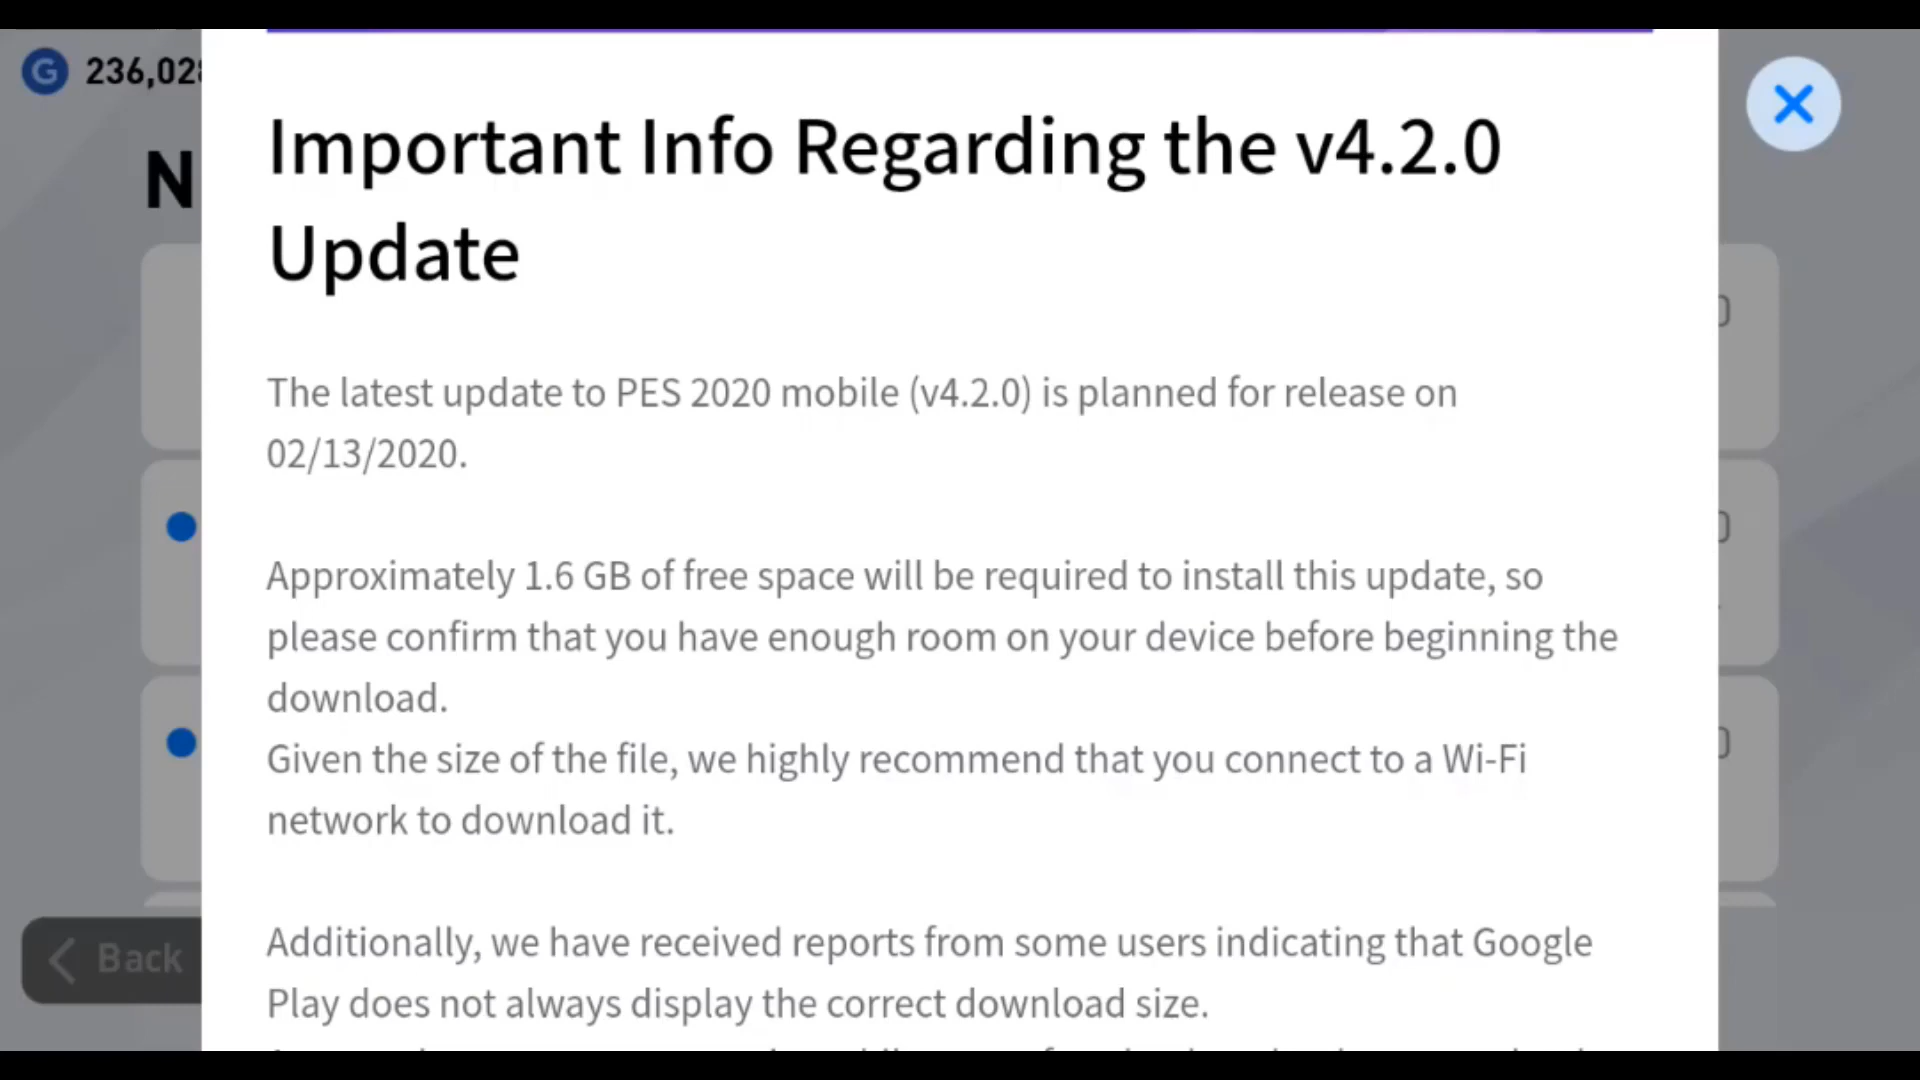 G 236,028
N
Important Info Regarding the v4.2.0
Update
The latest update to PES 2020 mobile (v4.2.0) is planned for release on
02/13/2020.
Approximately 1.6 GB of free space will be required to install this update, so
please confirm that you have enough room on your device before beginning the
download.
Given the size of the file, we highly recommend that you connect to a Wi-Fi
network to download it.
Additionally, we have received reports from some users indicating that Google
Play does not always display the correct download size.
Back